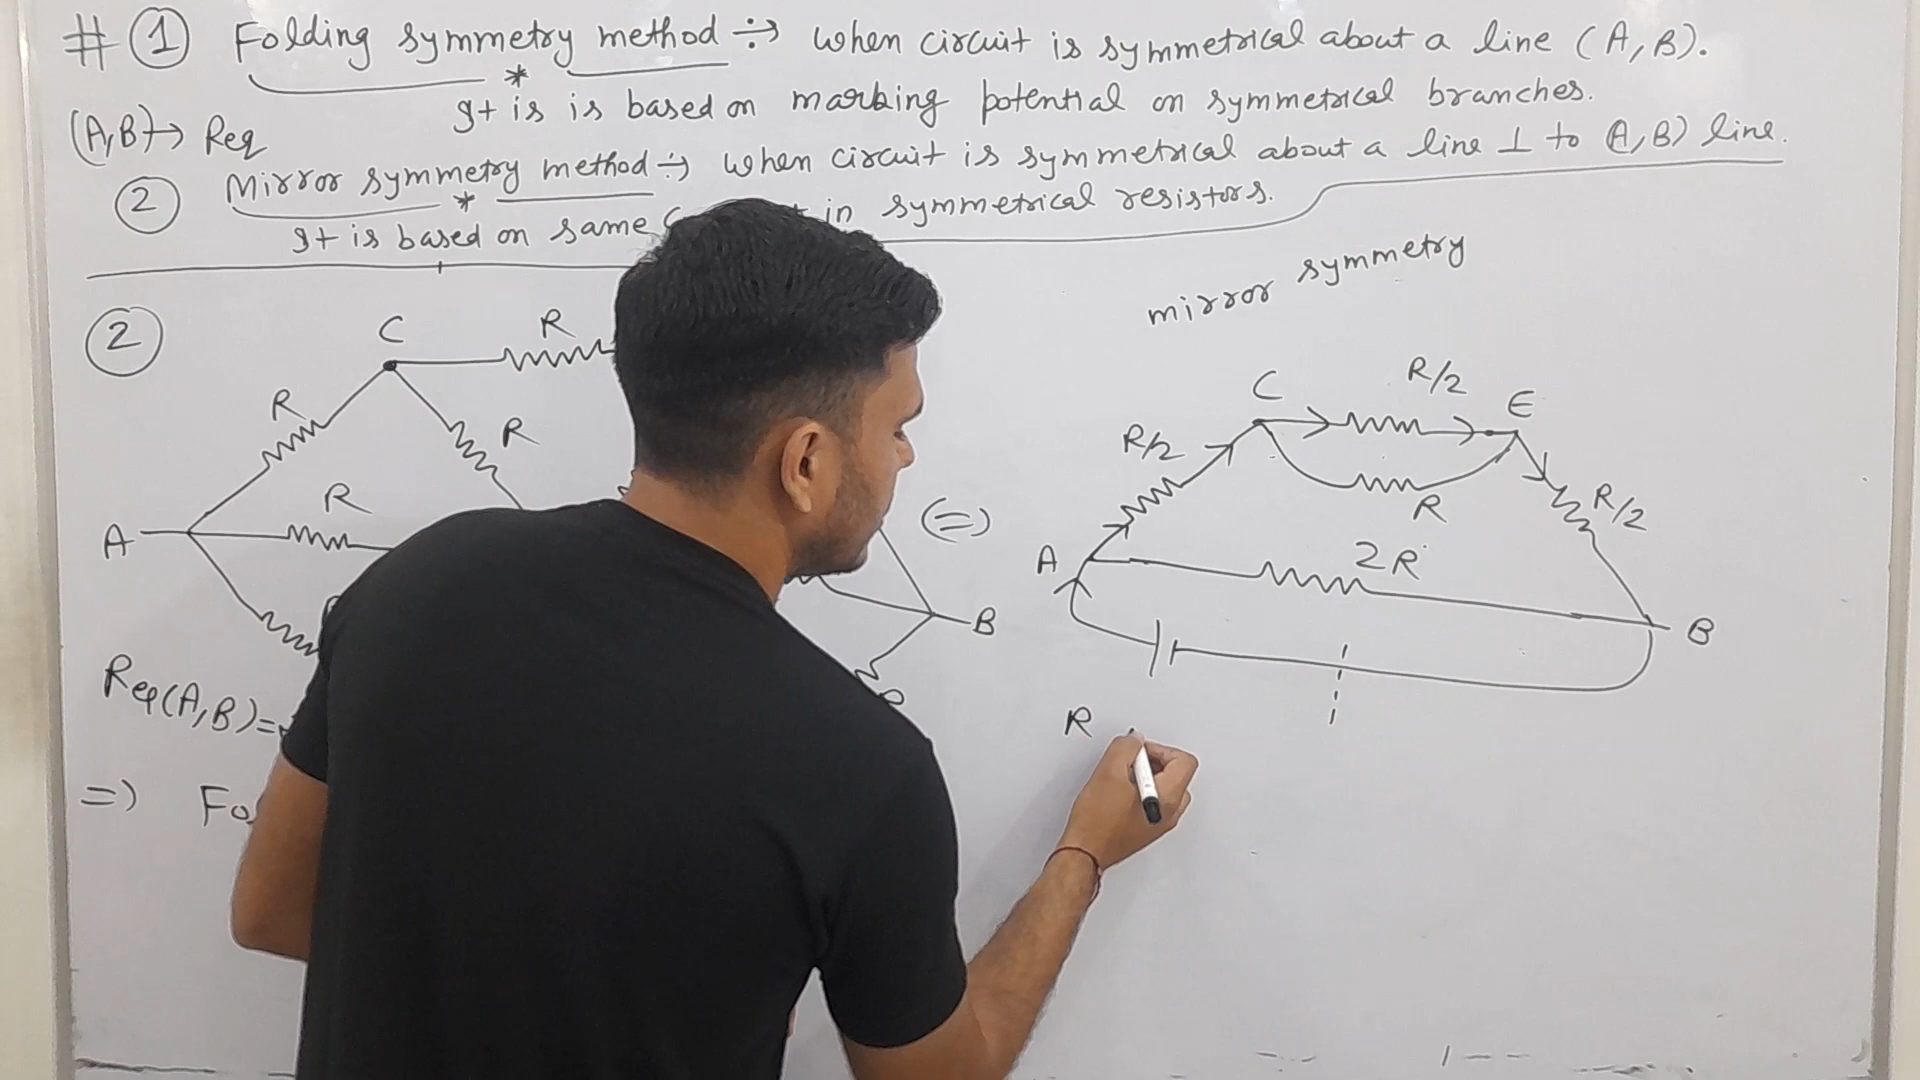 # ① Folding symmetry method ÷→ when circuit is symmetrical about a line (A,B).
* It is is based on marking potential on symmetrical branches.
(A,B)→ Req
② Mirror symmetry method ÷) when circuit is symmetrical about a line ⊥ to (A,B) line.
* It is based on same in symmetrical resistors.
mirror symmetry
②
C R
R R
R
A
B
Req(A,B)=
=) Fo
(=)
C R/2 E
R/2
R R/2
A 2R
B
R